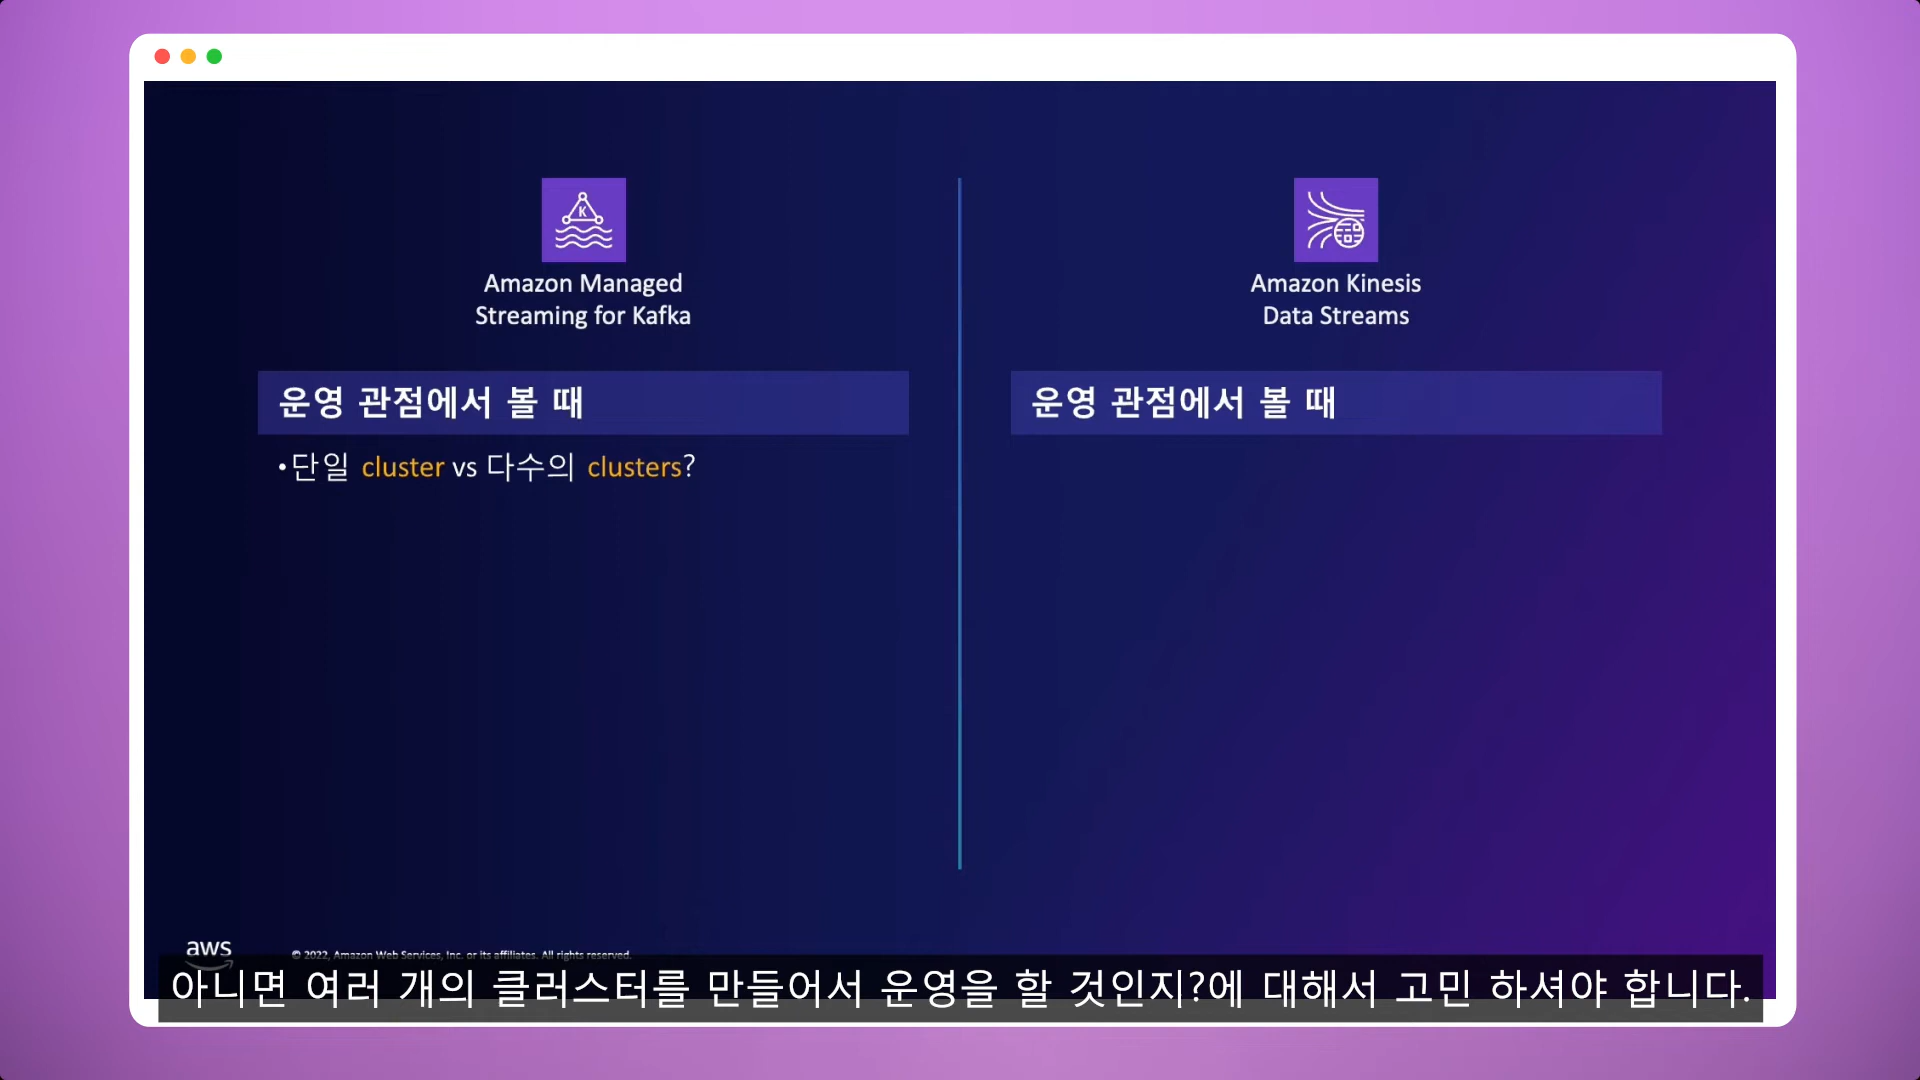 Amazon Managed
Streaming for Kafka
운영 관점에서 볼 때
•단일 cluster vs 다수의 clusters?
Amazon Kinesis
Data Streams
운영 관점에서 볼 때
aws
© 2022, Amazon Web Services, Inc. or its affiliates. All rights reserved.
아니면 여러 개의 클러스터를 만들어서 운영을 할 것인지?에 대해서 고민 하셔야 합니다.